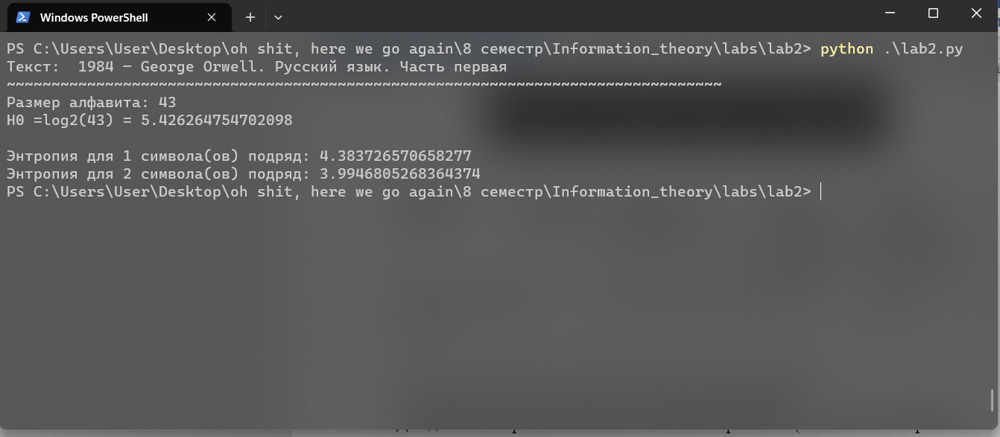 Windows PowerShell
PS C:\Users\User\Desktop\oh shit, here we go again\8 семестр\Information_theory\labs\lab2> python .\lab2.py
Текст:  1984 — George Orwell. Русский язык. Часть первая
~~~~~~~~~~~~~~~~~~~~~~~~~~~~~~~~~~~~~~~~~~~~~~~~~~~~~~~~~~~~~~~~~~~~~~~~~~~~~~~~
Размер алфавита: 43
H0 =log2(43) = 5.426264754702098
Энтропия для 1 символа(ов) подряд: 4.383726570658277
Энтропия для 2 символа(ов) подряд: 3.9946805268364374
PS C:\Users\User\Desktop\oh shit, here we go again\8 семестр\Information_theory\labs\lab2>